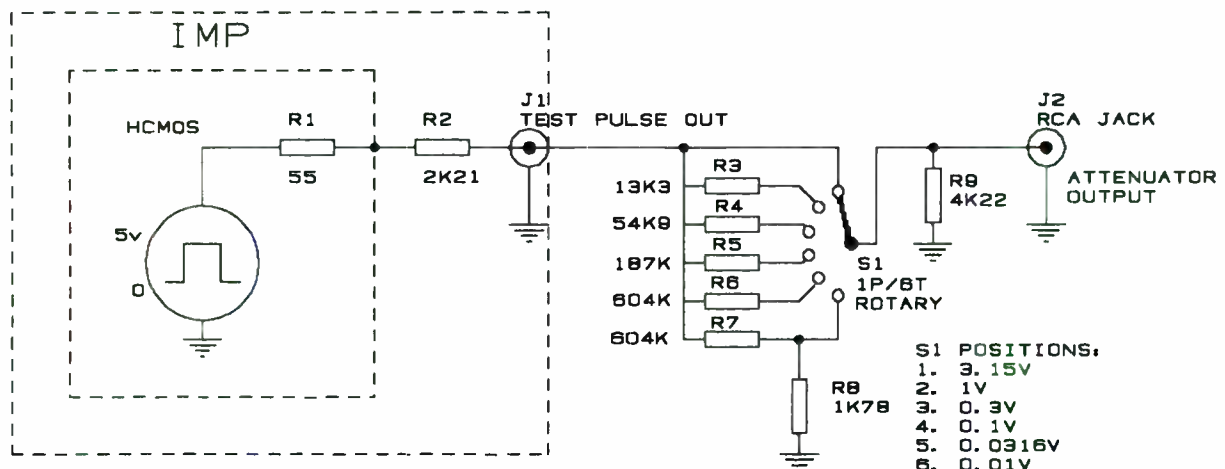 IMP
HCMOS
R1
55
R2
2K21
J1
TEST PULSE OUT
5v
0
R3
13K3
R4
54K9
R5
187K
R6
604K
R7
604K
R8
1K78
S1
1P/6T
ROTARY
R9
4K22
J2
RCA JACK
ATTENUATOR
OUTPUT
S1 POSITIONS:
1. 3.15V
2. 1V
3. 0.3V
4. 0.1V
5. 0.0316V
6. 0.01V